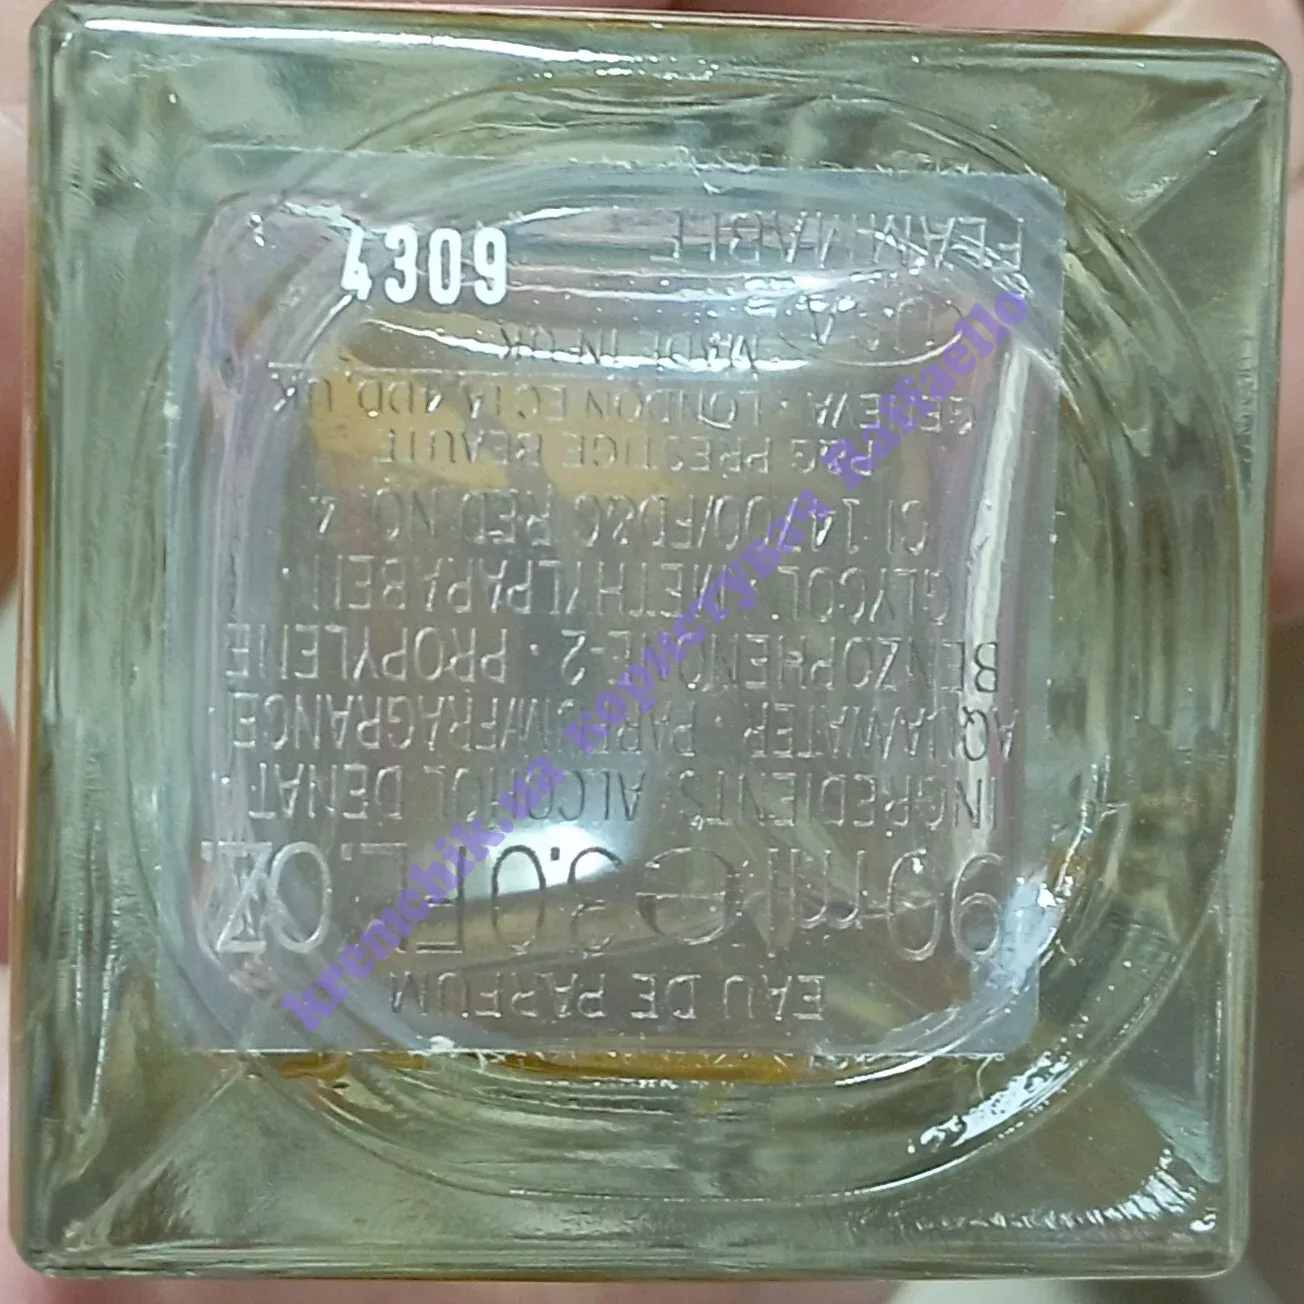 EAU DE PARFUM
90 ml ℮ 3.0 FL. OZ.
INGREDIENTS: ALCOHOL DENAT. ·
AQUA/WATER · PARFUM/FRAGRANCE ·
BENZOPHENONE-2 · PROPYLENE
GLYCOL · METHYLPARABEN ·
CI 14700/FD&C RED NO. 4
P&G PRESTIGE BEAUTÉ
GENEVA · LONDON EC1A 4DD, UK
MADE IN UK
FLAMMABLE
4309
kremchik.ua користувач Raffaello